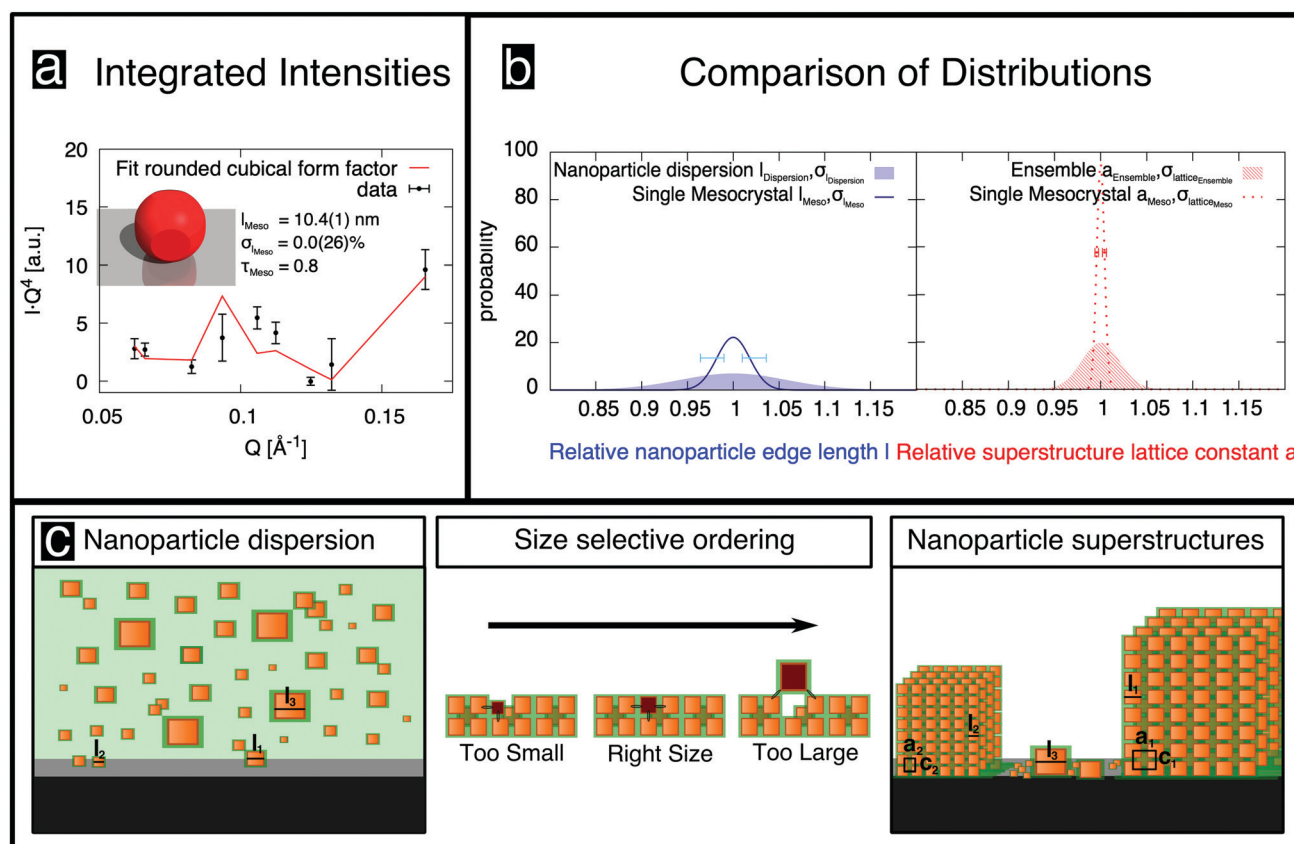 a Integrated Intensities
I·Q⁴ [a.u.]
20
15
10
5
0
Fit rounded cubical form factor
data
l_Meso = 10.4(1) nm
σ_l_Meso = 0.0(26)%
τ_Meso = 0.8
0.05 0.1 0.15
Q [Å⁻¹]
b Comparison of Distributions
probability
100
80
60
40
20
0
Nanoparticle dispersion l_Dispersion,σ_l_Dispersion
Single Mesocrystal l_Meso,σ_l_Meso
Ensemble a_Ensemble,σ_lattice_Ensemble
Single Mesocrystal a_Meso,σ_lattice_Meso
0.85 0.9 0.95 1 1.05 1.1 1.15
0.85 0.9 0.95 1 1.05 1.1 1.15
Relative nanoparticle edge length l
Relative superstructure lattice constant a
c Nanoparticle dispersion
l₃
l₂
l₁
Size selective ordering
Too Small
Right Size
Too Large
Nanoparticle superstructures
l₁
l₂
a₂
c₂
l₃
a₁
c₁